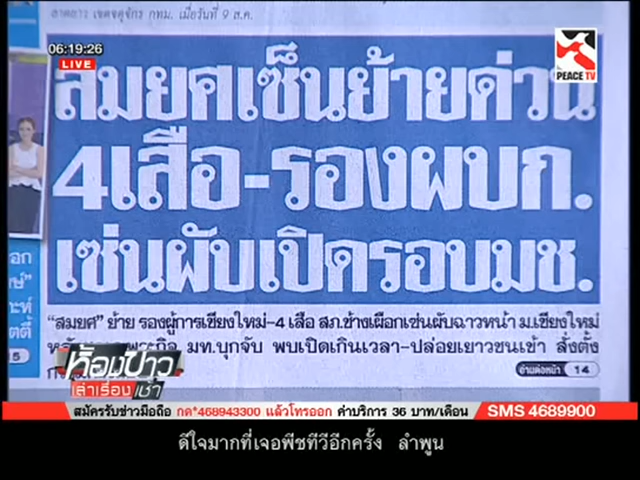 ลาดยาว เขตจตุจักร กทม. เมื่อวันที่ 9 ส.ค.
06:19:26
LIVE
PEACE TV
สมยศเซ็นย้ายด่วน
4เสือ-รองผบก.
เซ่นผับเปิดรอบมช.
"สมยศ" ย้าย รองผู้การเชียงใหม่-4 เสือ สภ.ช้างเผือกเซ่นผับฉาวหน้า ม.เชียงใหม่
มท.บุกจับ พบเปิดเกินเวลา-ปล่อยเยาวชนเข้า สั่งตั้ง
อ่านต่อหน้า 14
ห้องข่าว
เล่าเรื่อง เช้า
สมัครรับข่าวมือถือ กด*468943300 แล้วโทรออก ค่าบริการ 36 บาท/เดือน SMS 4689900
ดีใจมากที่เจอพีชทีวีอีกครั้ง ลำพูน